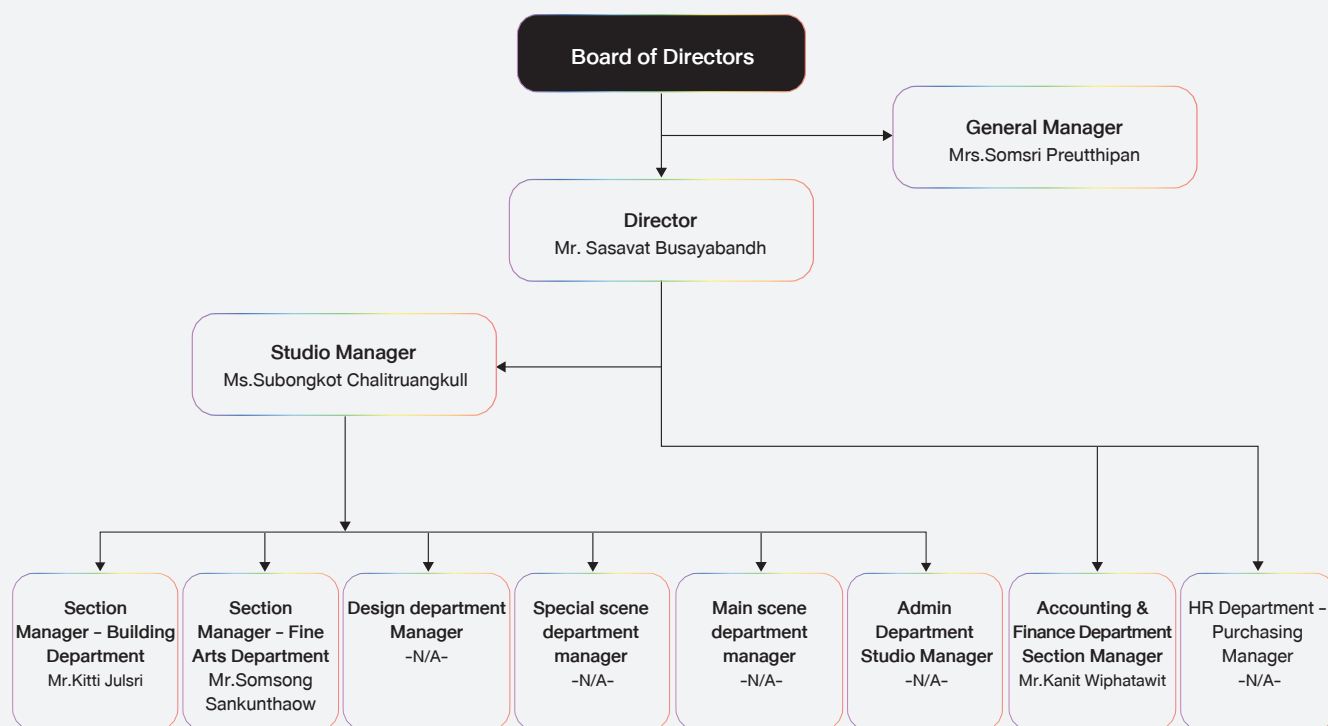 Board of Directors
General Manager
Mrs.Somsri Preutthipan
Director
Mr. Sasavat Busayabandh
Studio Manager
Ms.Subongkot Chalitruangkull
Section
Manager - Building
Department
Mr.Kitti Julsri
Section
Manager - Fine
Arts Department
Mr.Somsong
Sankunthaow
Design department
Manager
-N/A-
Special scene
department
manager
-N/A-
Main scene
department
manager
-N/A-
Admin
Department
Studio Manager
-N/A-
Accounting &
Finance Department
Section Manager
Mr.Kanit Wiphatawit
HR Department -
Purchasing
Manager
-N/A-